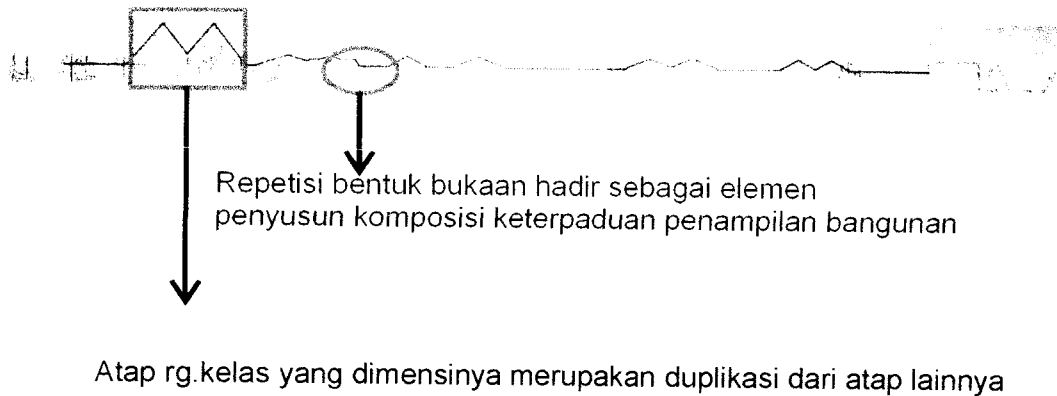 Repetisi bentuk bukaan hadir sebagai elemen
penyusun komposisi keterpaduan penampilan bangunan
Atap rg.kelas yang dimensinya merupakan duplikasi dari atap lainnya